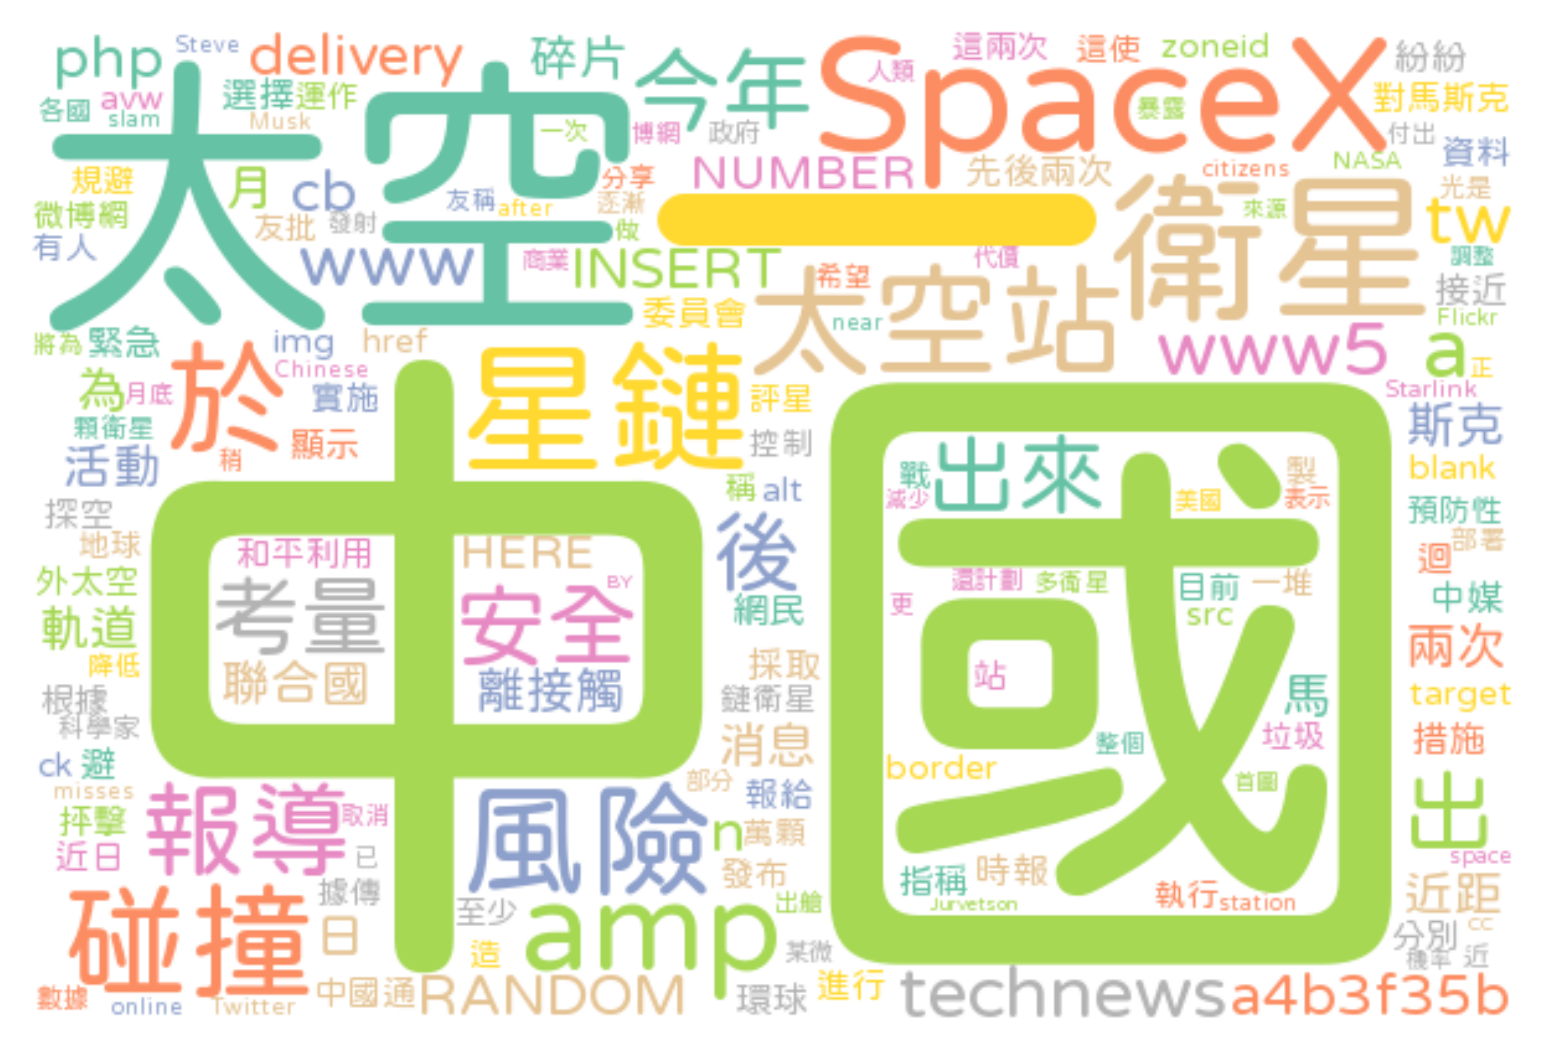 php Steve delivery 碎片 今年 SpaceX 這兩次 這使 zoneid 紛紛
各國 avw slam 選擇 運作 Musk 太空 一次 博網 政府 人類 暴露 對馬斯克 付出
規避 月 cb 友稱 after 分享 逐漸 NUMBER 先後兩次 citizens NASA 資料 光是
微博網 有人 友批 發射 www 做 一 衛星 來源 tw 調整
商業 INSERT 希望 代價 太空站 接近 Flickr
將為 緊急 img href 委員會 near www5 a 正
為 月底 於 Chinese 實施 星鏈 評星 Starlink
顆衛星 稍 顯示 控制 斯克
活動 中國 稱 alt 戰 減少 出來 美國 製 表示 blank
探空 地球 和平利用 HERE 後 預防性 部署
外太空 考量 安全 BY 網民 更 還計劃 多衛星 目前 一堆 src 迴 中媒
軌道 降低 聯合國 離接觸 採取 站 兩次
根據 科學家 鏈衛星 馬 target
ck 避 misses 消息 border 整個 垃圾 措施
抨擊 報導 取消 風險 部分 報給 首圖 出
近日 已 n 萬顆 發布 指稱 時報 space
碰撞 據傳 至少 amp 出艙 Jurvetson 執行 station 近距
日 造 某微 分別 CC 機率 近
數據 online Twitter 中國通 RANDOM 環球 進行 technews a4b3f35b